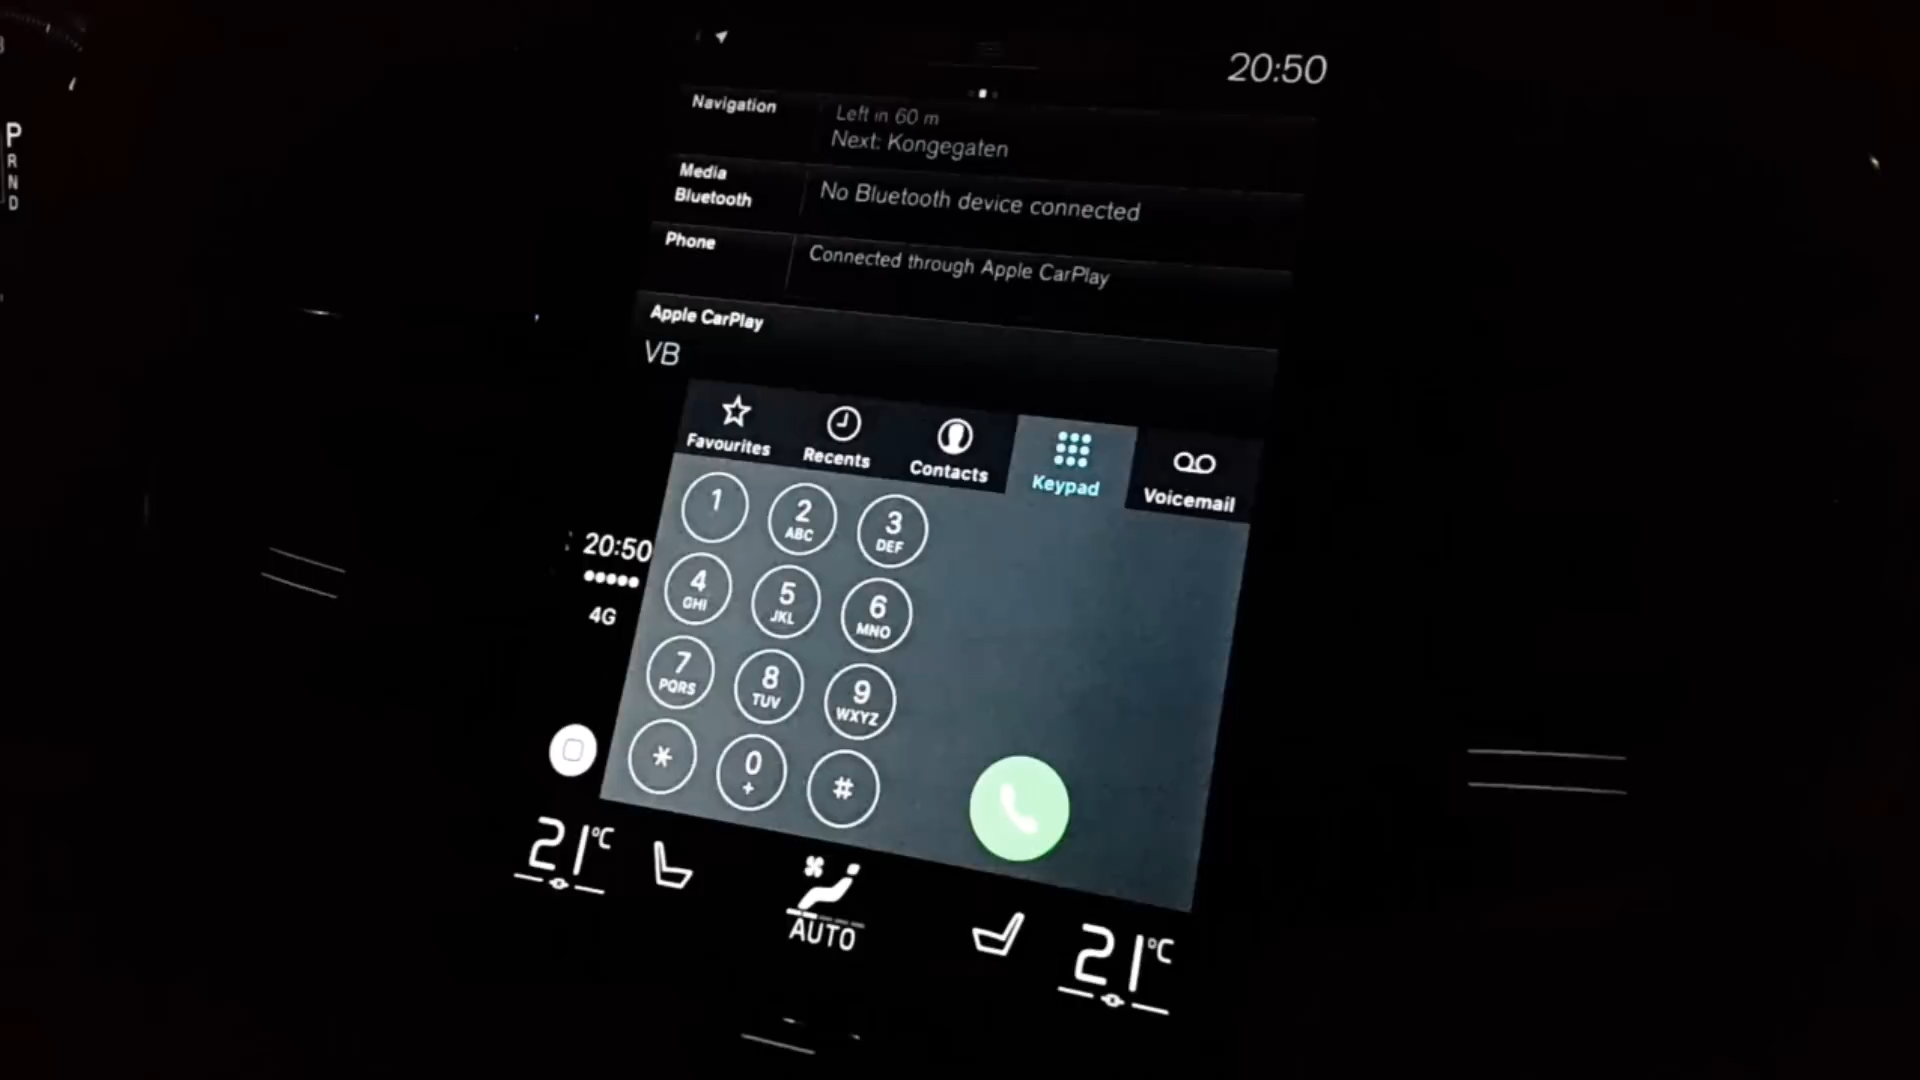 20:50
Navigation
Left in 60 m
Next: Kongegaten
Media
Bluetooth
No Bluetooth device connected
Phone
Connected through Apple CarPlay
Apple CarPlay
VB
Favourites
Recents
Contacts
Keypad
Voicemail
1
2
ABC
3
DEF
4
GHI
5
JKL
6
MNO
7
PQRS
8
TUV
9
WXYZ
*
0
+
#
20:50
4G
21°C
AUTO
21°C
P
R
N
D